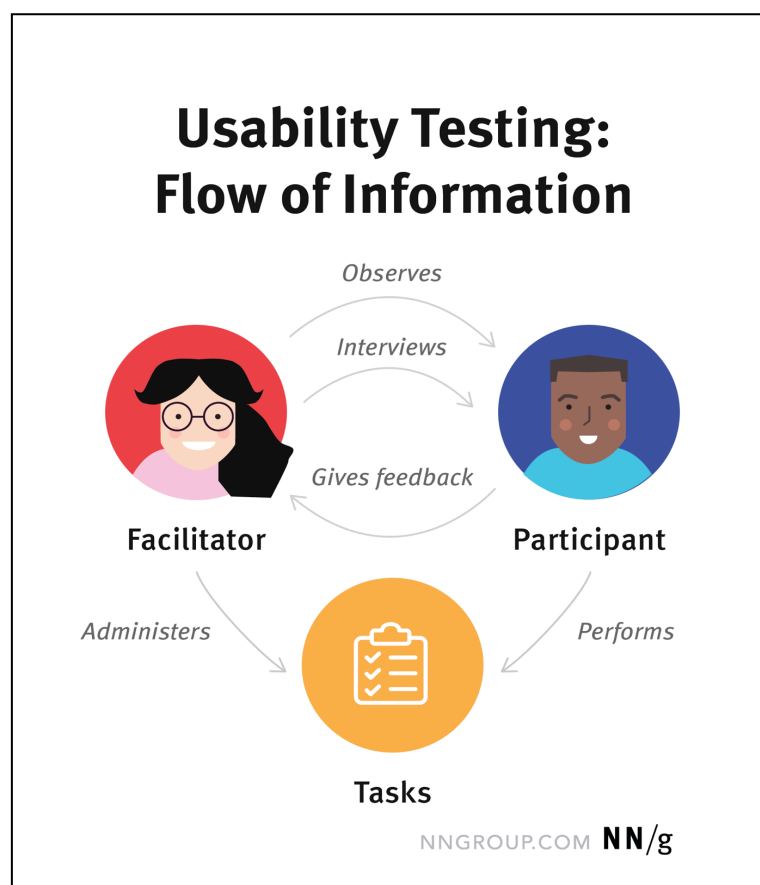 Usability Testing:
Flow of Information
Observes
Interviews
Gives feedback
Facilitator
Participant
Administers
Performs
Tasks
NNGROUP.COM NN/g